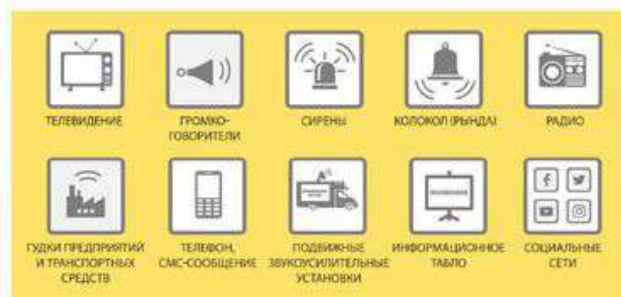 ТЕЛЕВИДЕНИЕ
ГРОМКО-
ГОВОРИТЕЛИ
СИРЕНЫ
КОЛОКОЛ (РЫНДА)
РАДИО
ГУДКИ ПРЕДПРИЯТИЙ
И ТРАНСПОРТНЫХ
СРЕДСТВ
ТЕЛЕФОН,
СМС-СООБЩЕНИЕ
ПОДВИЖНЫЕ
ЗВУКОУСИЛИТЕЛЬНЫЕ
УСТАНОВКИ
ИНФОРМАЦИОННОЕ
ТАБЛО
СОЦИАЛЬНЫЕ
СЕТИ